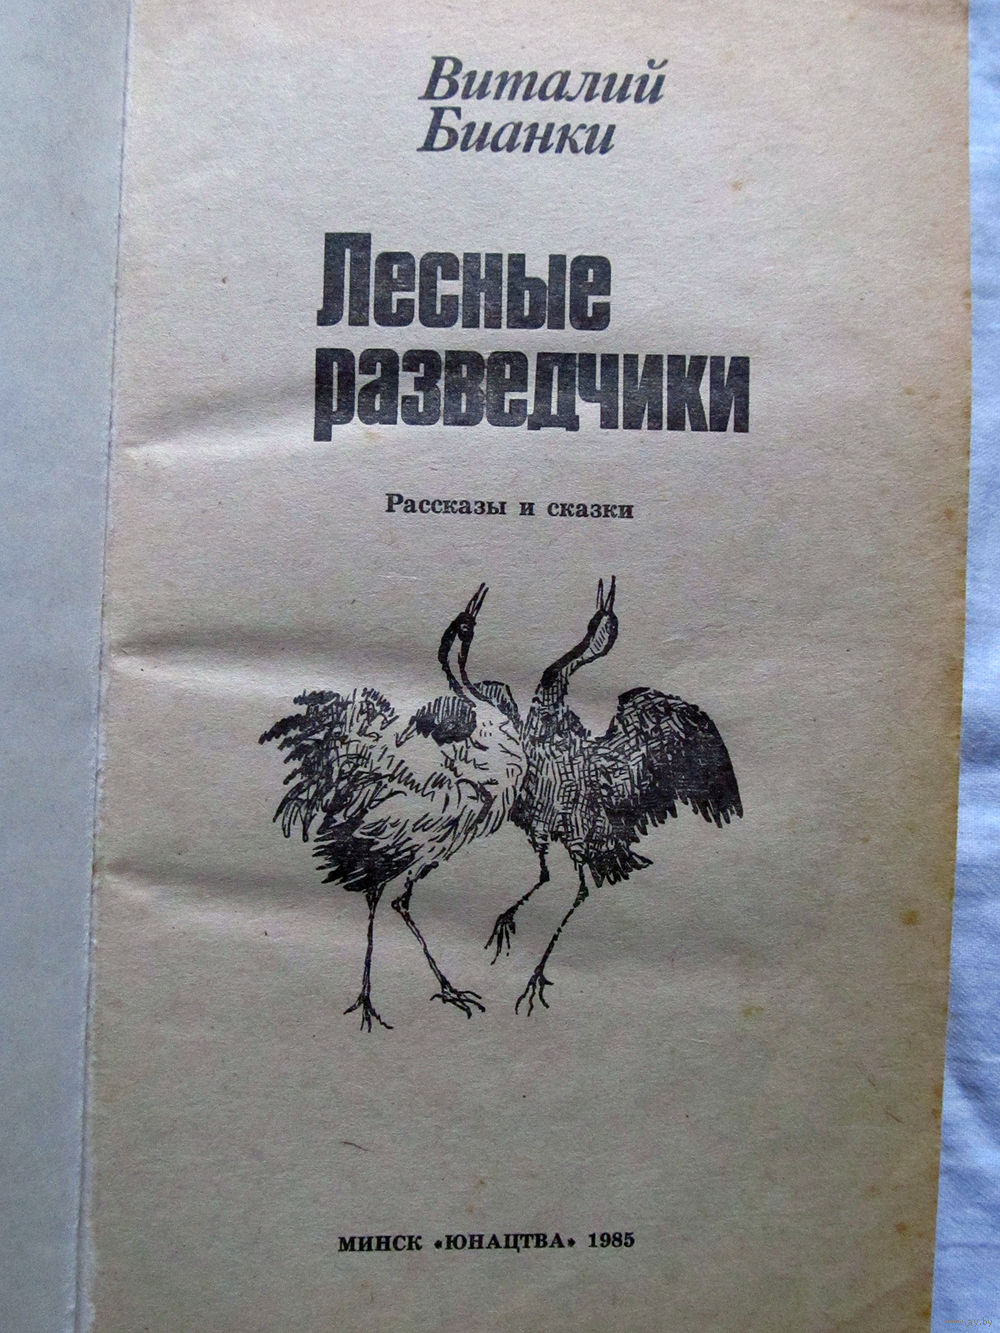 Виталий
Бианки
Лесные
разведчики
Рассказы и сказки
МИНСК «ЮНАЦТВА» 1985